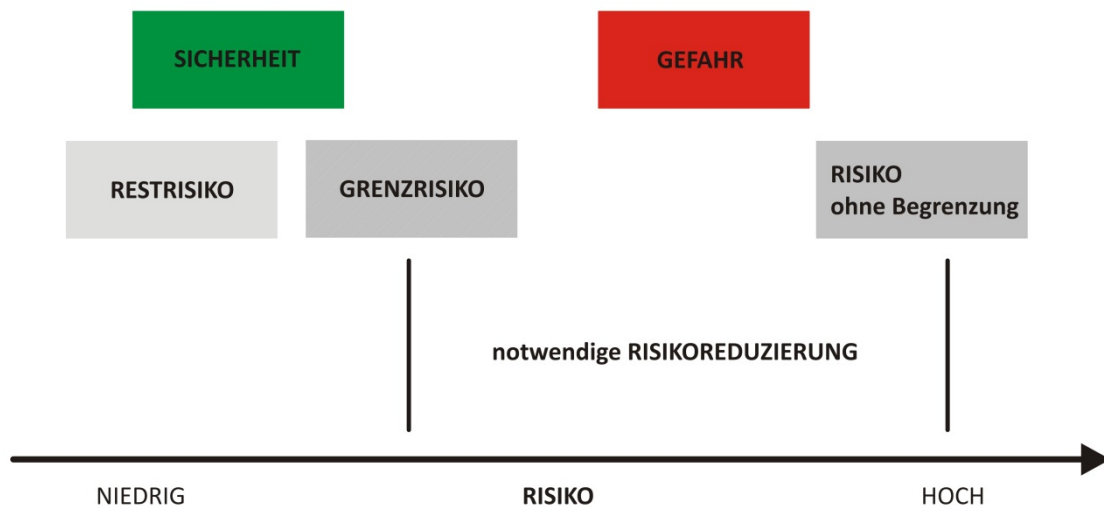 SICHERHEIT
GEFAHR
RESTRISIKO
GRENZRISIKO
RISIKO
ohne Begrenzung
notwendige RISIKOREDUZIERUNG
NIEDRIG
RISIKO
HOCH